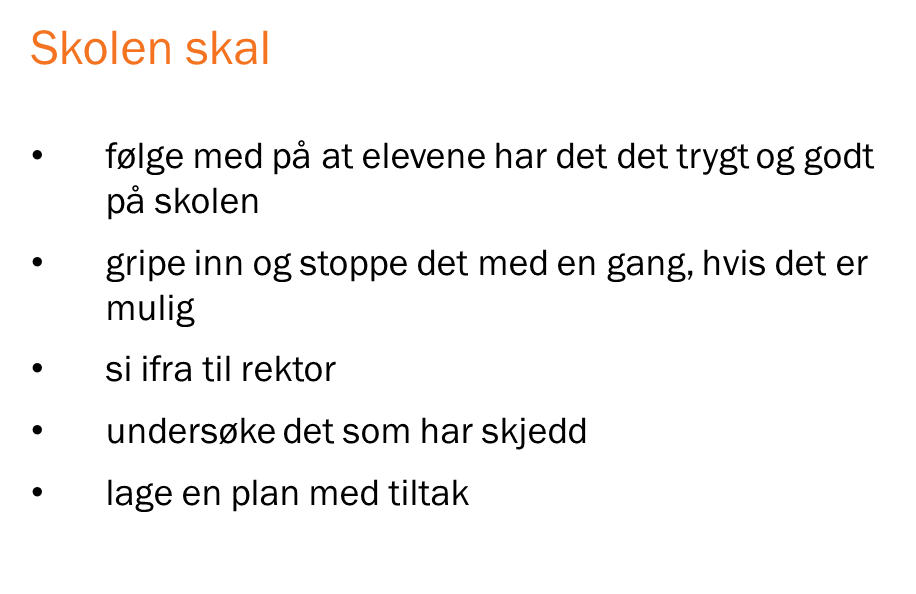 Skolen skal
• følge med på at elevene har det det trygt og godt
på skolen
• gripe inn og stoppe det med en gang, hvis det er
mulig
• si ifra til rektor
• undersøke det som har skjedd
• lage en plan med tiltak